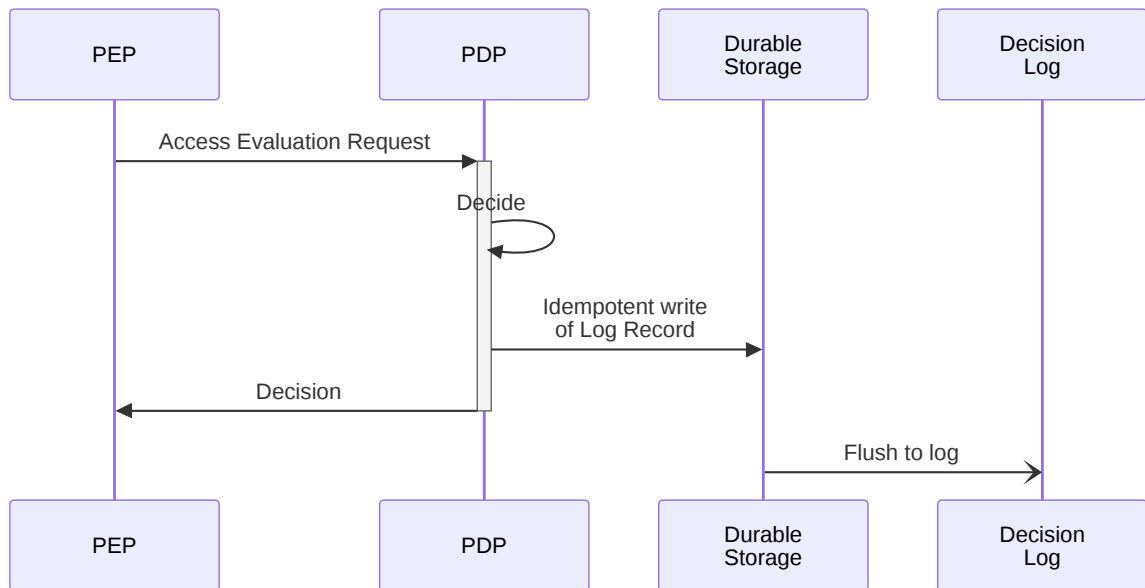 PEP
PDP
Durable
Storage
Decision
Log
Access Evaluation Request
Decide
Idempotent write
of Log Record
Decision
Flush to log
PEP
PDP
Durable
Storage
Decision
Log